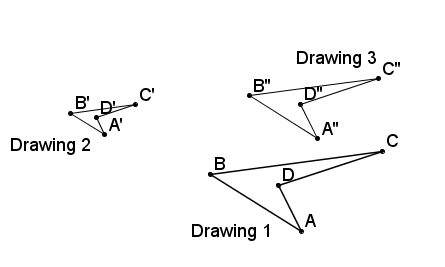 Drawing 3
C"
B"
D"
A"
B'
D'
C'
A'
Drawing 2
C
B
D
A
Drawing 1